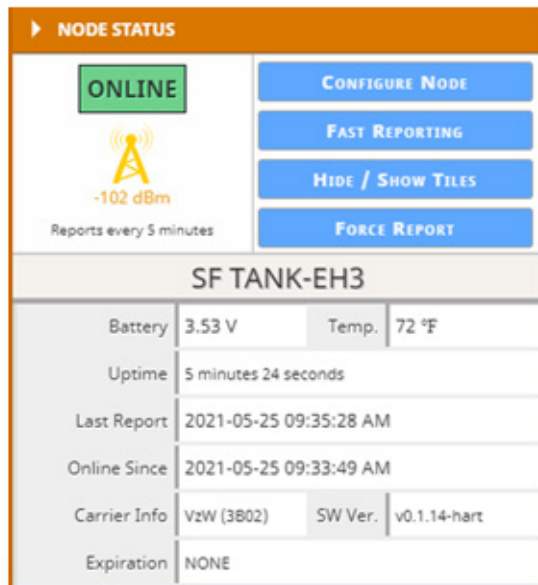 NODE STATUS
ONLINE
-102 dBm
Reports every 5 minutes
CONFIGURE NODE
FAST REPORTING
HIDE / SHOW TILES
FORCE REPORT
SF TANK-EH3
Battery 3.53 V Temp. 72 °F
Uptime 5 minutes 24 seconds
Last Report 2021-05-25 09:35:28 AM
Online Since 2021-05-25 09:33:49 AM
Carrier Info VzW (3B02) SW Ver. v0.1.14-hart
Expiration NONE